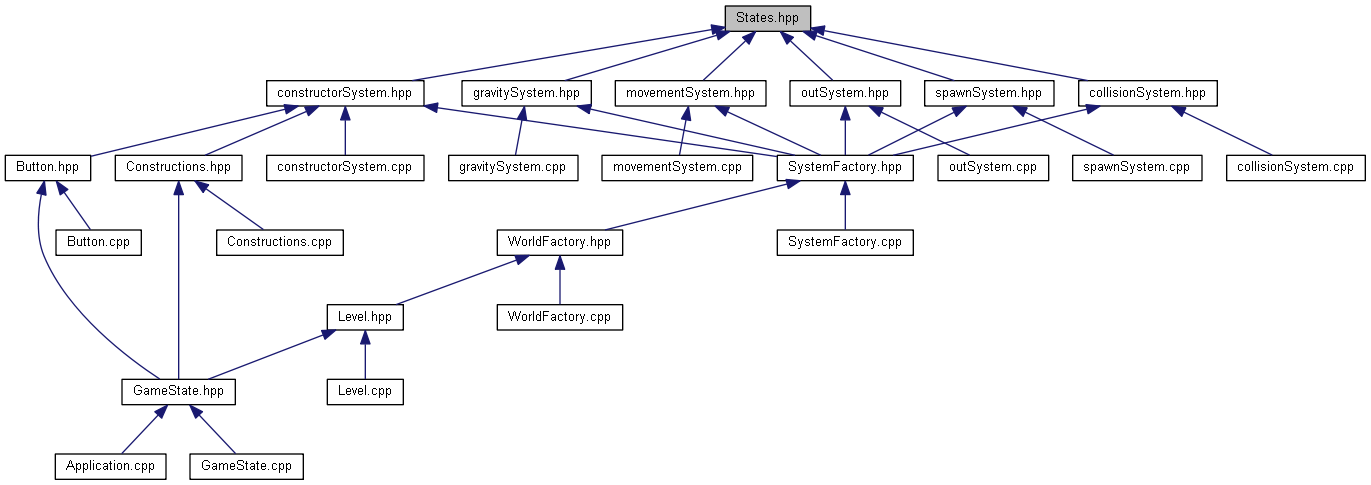 States.hpp
constructorSystem.hpp
gravitySystem.hpp
movementSystem.hpp
outSystem.hpp
spawnSystem.hpp
collisionSystem.hpp
Button.hpp
Constructions.hpp
constructorSystem.cpp
gravitySystem.cpp
movementSystem.cpp
SystemFactory.hpp
outSystem.cpp
spawnSystem.cpp
collisionSystem.cpp
Button.cpp
Constructions.cpp
WorldFactory.hpp
SystemFactory.cpp
Level.hpp
WorldFactory.cpp
GameState.hpp
Level.cpp
Application.cpp
GameState.cpp